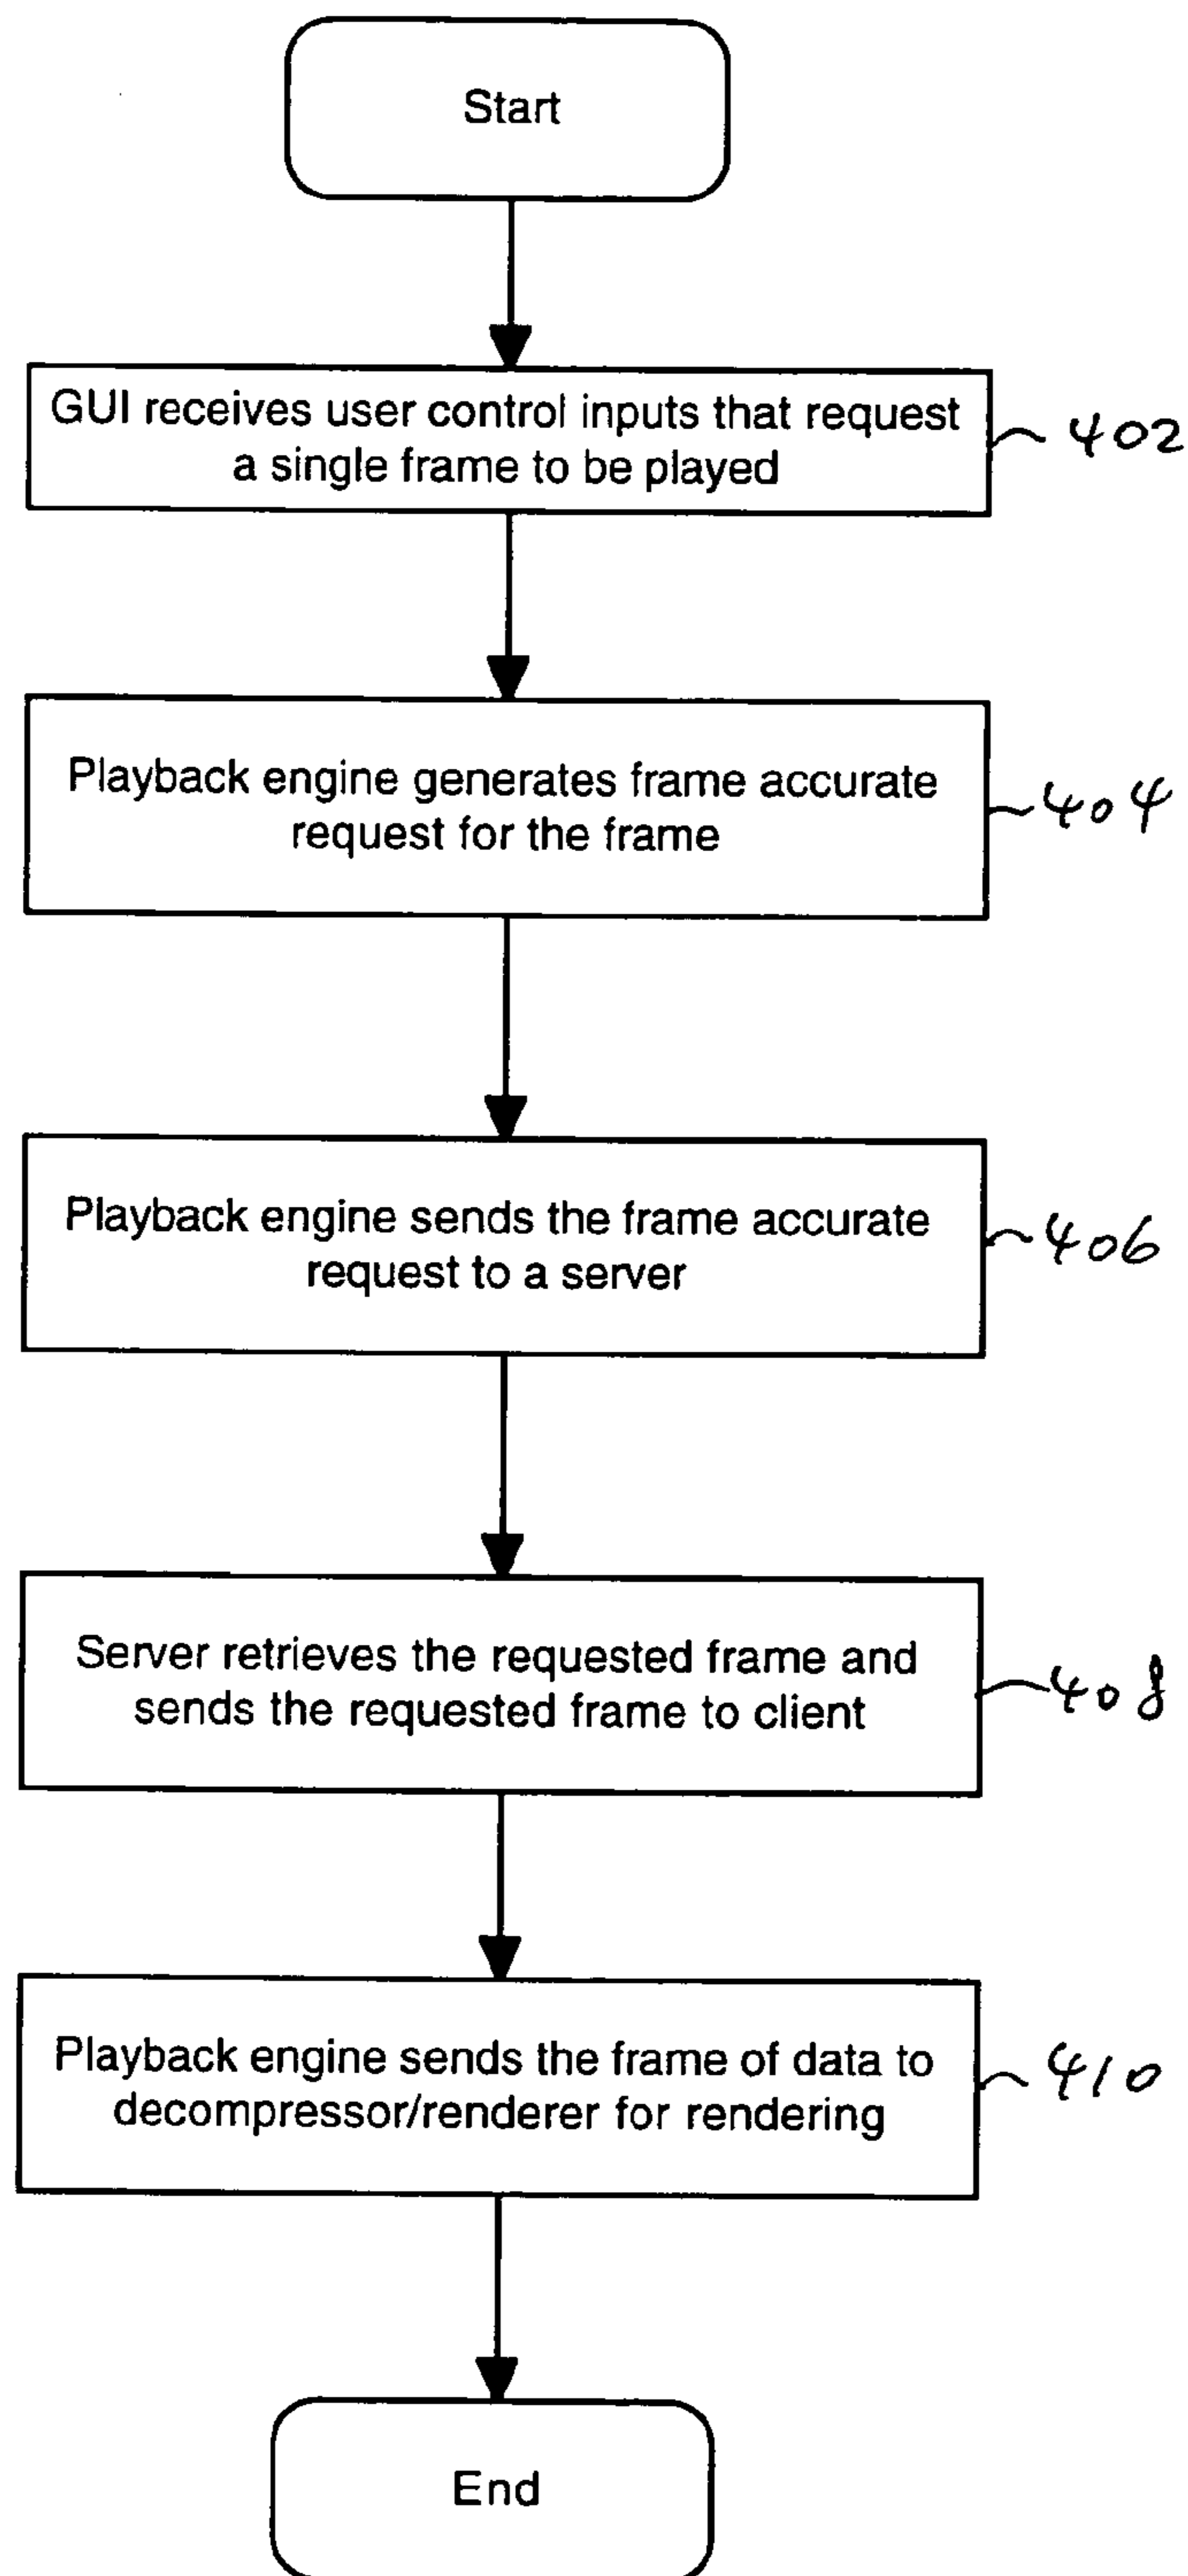 Start
GUI receives user control inputs that request
a single frame to be played
402
Playback engine generates frame accurate
request for the frame
404
Playback engine sends the frame accurate
request to a server
406
Server retrieves the requested frame and
sends the requested frame to client
408
Playback engine sends the frame of data to
decompressor/renderer for rendering
410
End